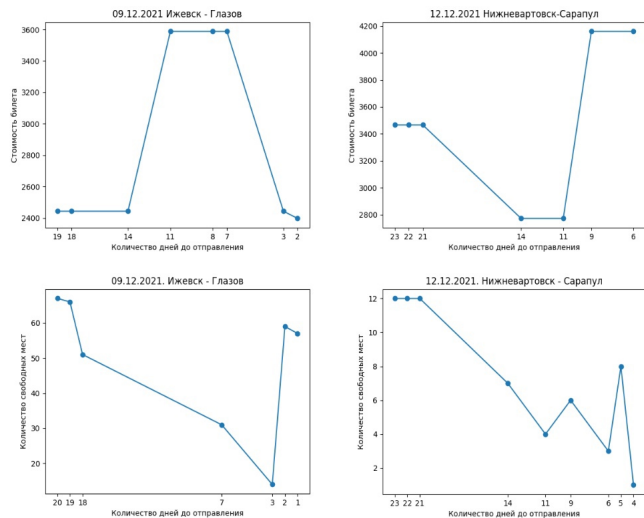 09.12.2021 Ижевск - Глазов
3600
3400
3200
3000
2800
2600
2400
Стоимость билета
19 18 14 11 8 7 3 2
Количество дней до отправления
12.12.2021 Нижневартовск-Сарапул
4200
4000
3800
3600
3400
3200
3000
2800
Стоимость билета
23 22 21 14 11 9 6
Количество дней до отправления
09.12.2021. Ижевск - Глазов
60
50
40
30
20
Количество свободных мест
20 19 18 7 3 2 1
Количество дней до отправления
12.12.2021. Нижневартовск - Сарапул
12
10
8
6
4
2
Количество свободных мест
23 22 21 14 11 9 6 5 4
Количество дней до отправления